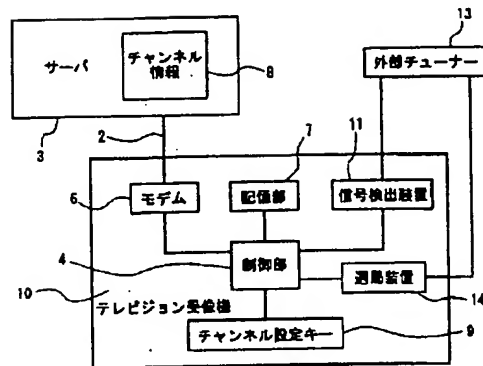 13
サーバ
チャンネル
情報
8
外部チューナー
3
2
7
11
6
モデム
記憶部
信号検出装置
4
制御部
10
選局装置
テレビジョン受像機
14
チャンネル設定キー
9